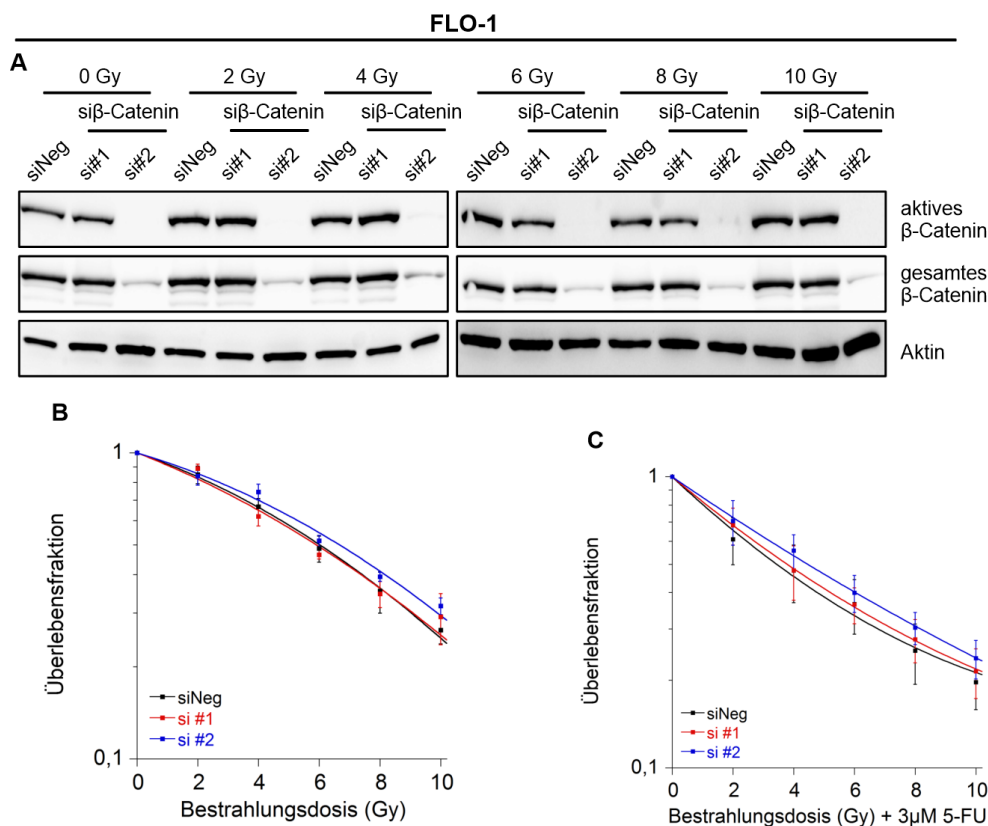 FLO-1
A
0 Gy 2 Gy 4 Gy 6 Gy 8 Gy 10 Gy
siβ-Catenin siβ-Catenin siβ-Catenin siβ-Catenin siβ-Catenin siβ-Catenin
siNeg si#1 si#2 siNeg si#1 si#2 siNeg si#1 si#2 siNeg si#1 si#2 siNeg si#1 si#2 siNeg si#1 si#2
aktives
β-Catenin
gesamtes
β-Catenin
Aktin
B
1
0,1
Überlebensfraktion
siNeg
si #1
si #2
0 2 4 6 8 10
Bestrahlungsdosis (Gy)
C
1
0,1
Überlebensfraktion
siNeg
si #1
si #2
0 2 4 6 8 10
Bestrahlungsdosis (Gy) + 3µM 5-FU